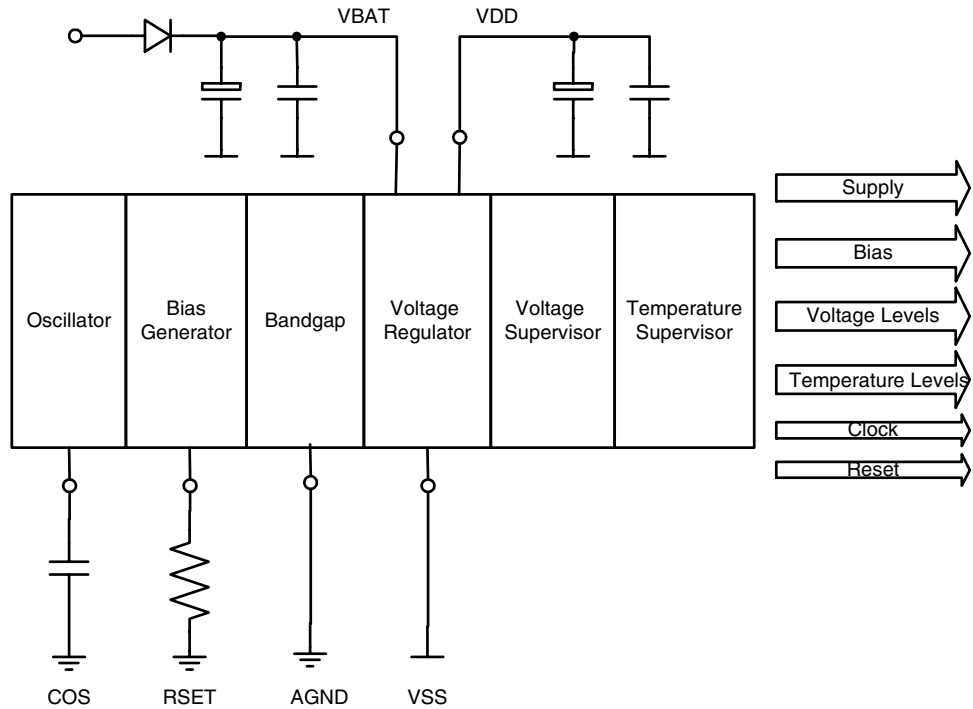 VBAT
VDD
Oscillator
Bias
Generator
Bandgap
Voltage
Regulator
Voltage
Supervisor
Temperature
Supervisor
Supply
Bias
Voltage Levels
Temperature Levels
Clock
Reset
COS
RSET
AGND
VSS